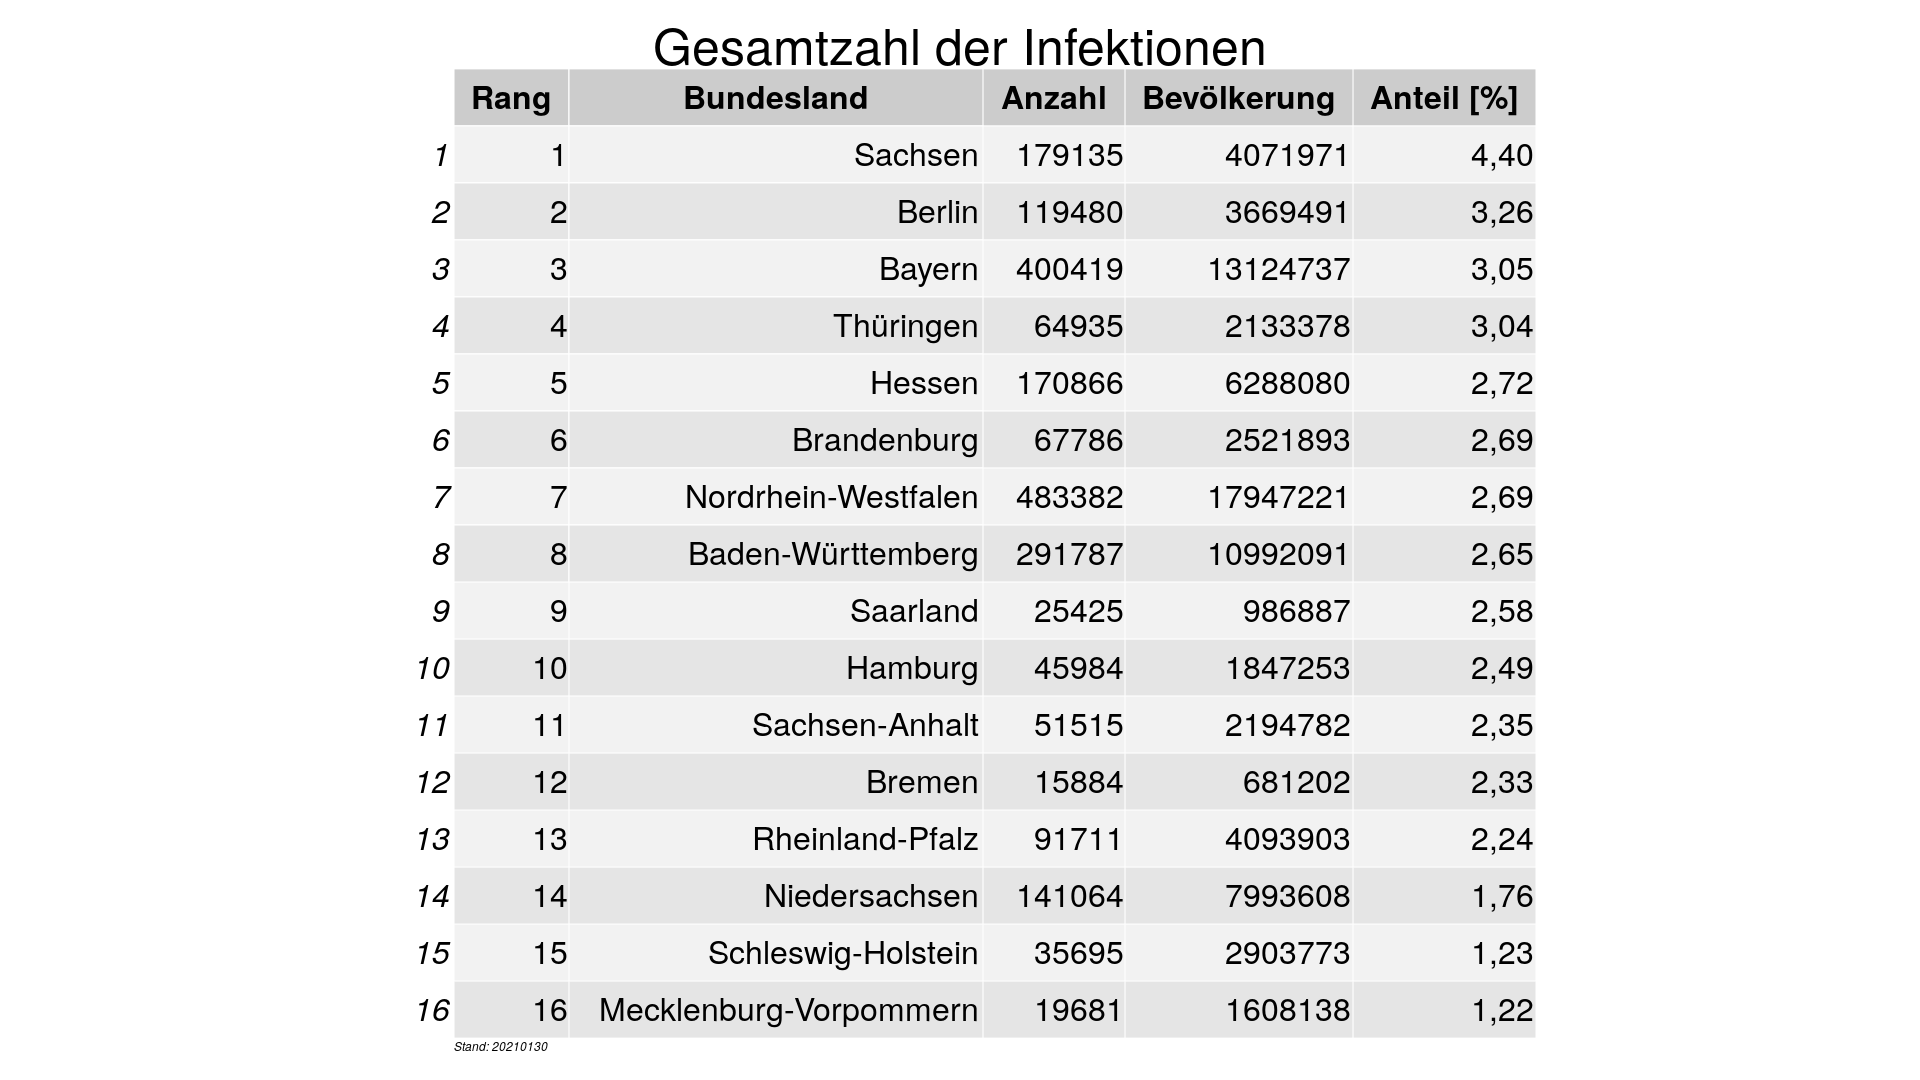 Gesamtzahl der Infektionen
Rang Bundesland Anzahl Bevölkerung Anteil [%]
1 1 Sachsen 179135 4071971 4,40
2 2 Berlin 119480 3669491 3,26
3 3 Bayern 400419 13124737 3,05
4 4 Thüringen 64935 2133378 3,04
5 5 Hessen 170866 6288080 2,72
6 6 Brandenburg 67786 2521893 2,69
7 7 Nordrhein-Westfalen 483382 17947221 2,69
8 8 Baden-Württemberg 291787 10992091 2,65
9 9 Saarland 25425 986887 2,58
10 10 Hamburg 45984 1847253 2,49
11 11 Sachsen-Anhalt 51515 2194782 2,35
12 12 Bremen 15884 681202 2,33
13 13 Rheinland-Pfalz 91711 4093903 2,24
14 14 Niedersachsen 141064 7993608 1,76
15 15 Schleswig-Holstein 35695 2903773 1,23
16 16 Mecklenburg-Vorpommern 19681 1608138 1,22
Stand: 20210130